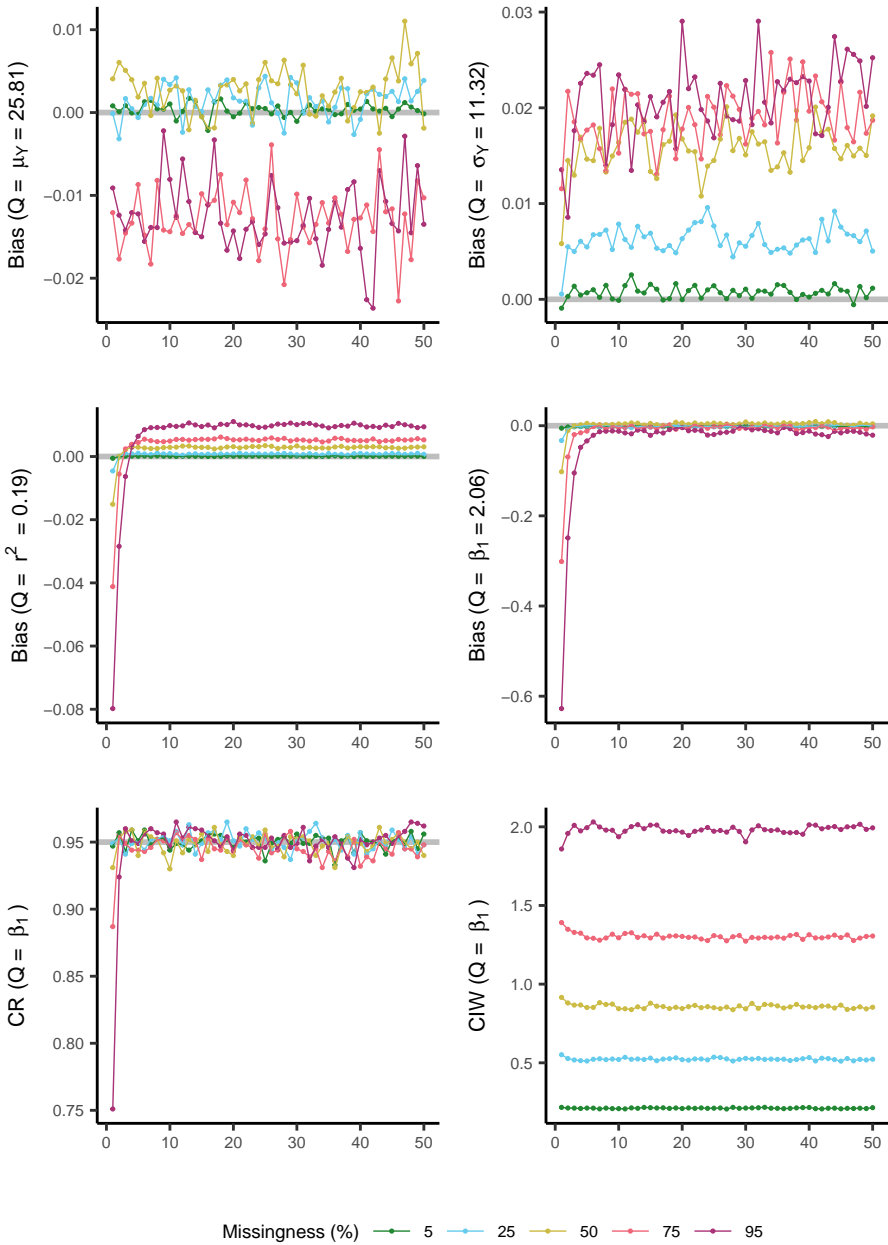 Bias (Q = μY = 25.81)
0.01
0.00
−0.01
−0.02
0 10 20 30 40 50
Bias (Q = σY = 11.32)
0.03
0.02
0.01
0.00
0 10 20 30 40 50
Bias (Q = r² = 0.19)
0.00
−0.02
−0.04
−0.06
−0.08
0 10 20 30 40 50
Bias (Q = β1 = 2.06)
0.0
−0.2
−0.4
−0.6
0 10 20 30 40 50
CR (Q = β1)
0.95
0.90
0.85
0.80
0.75
0 10 20 30 40 50
CIW (Q = β1)
2.0
1.5
1.0
0.5
0 10 20 30 40 50
Missingness (%) 5 25 50 75 95